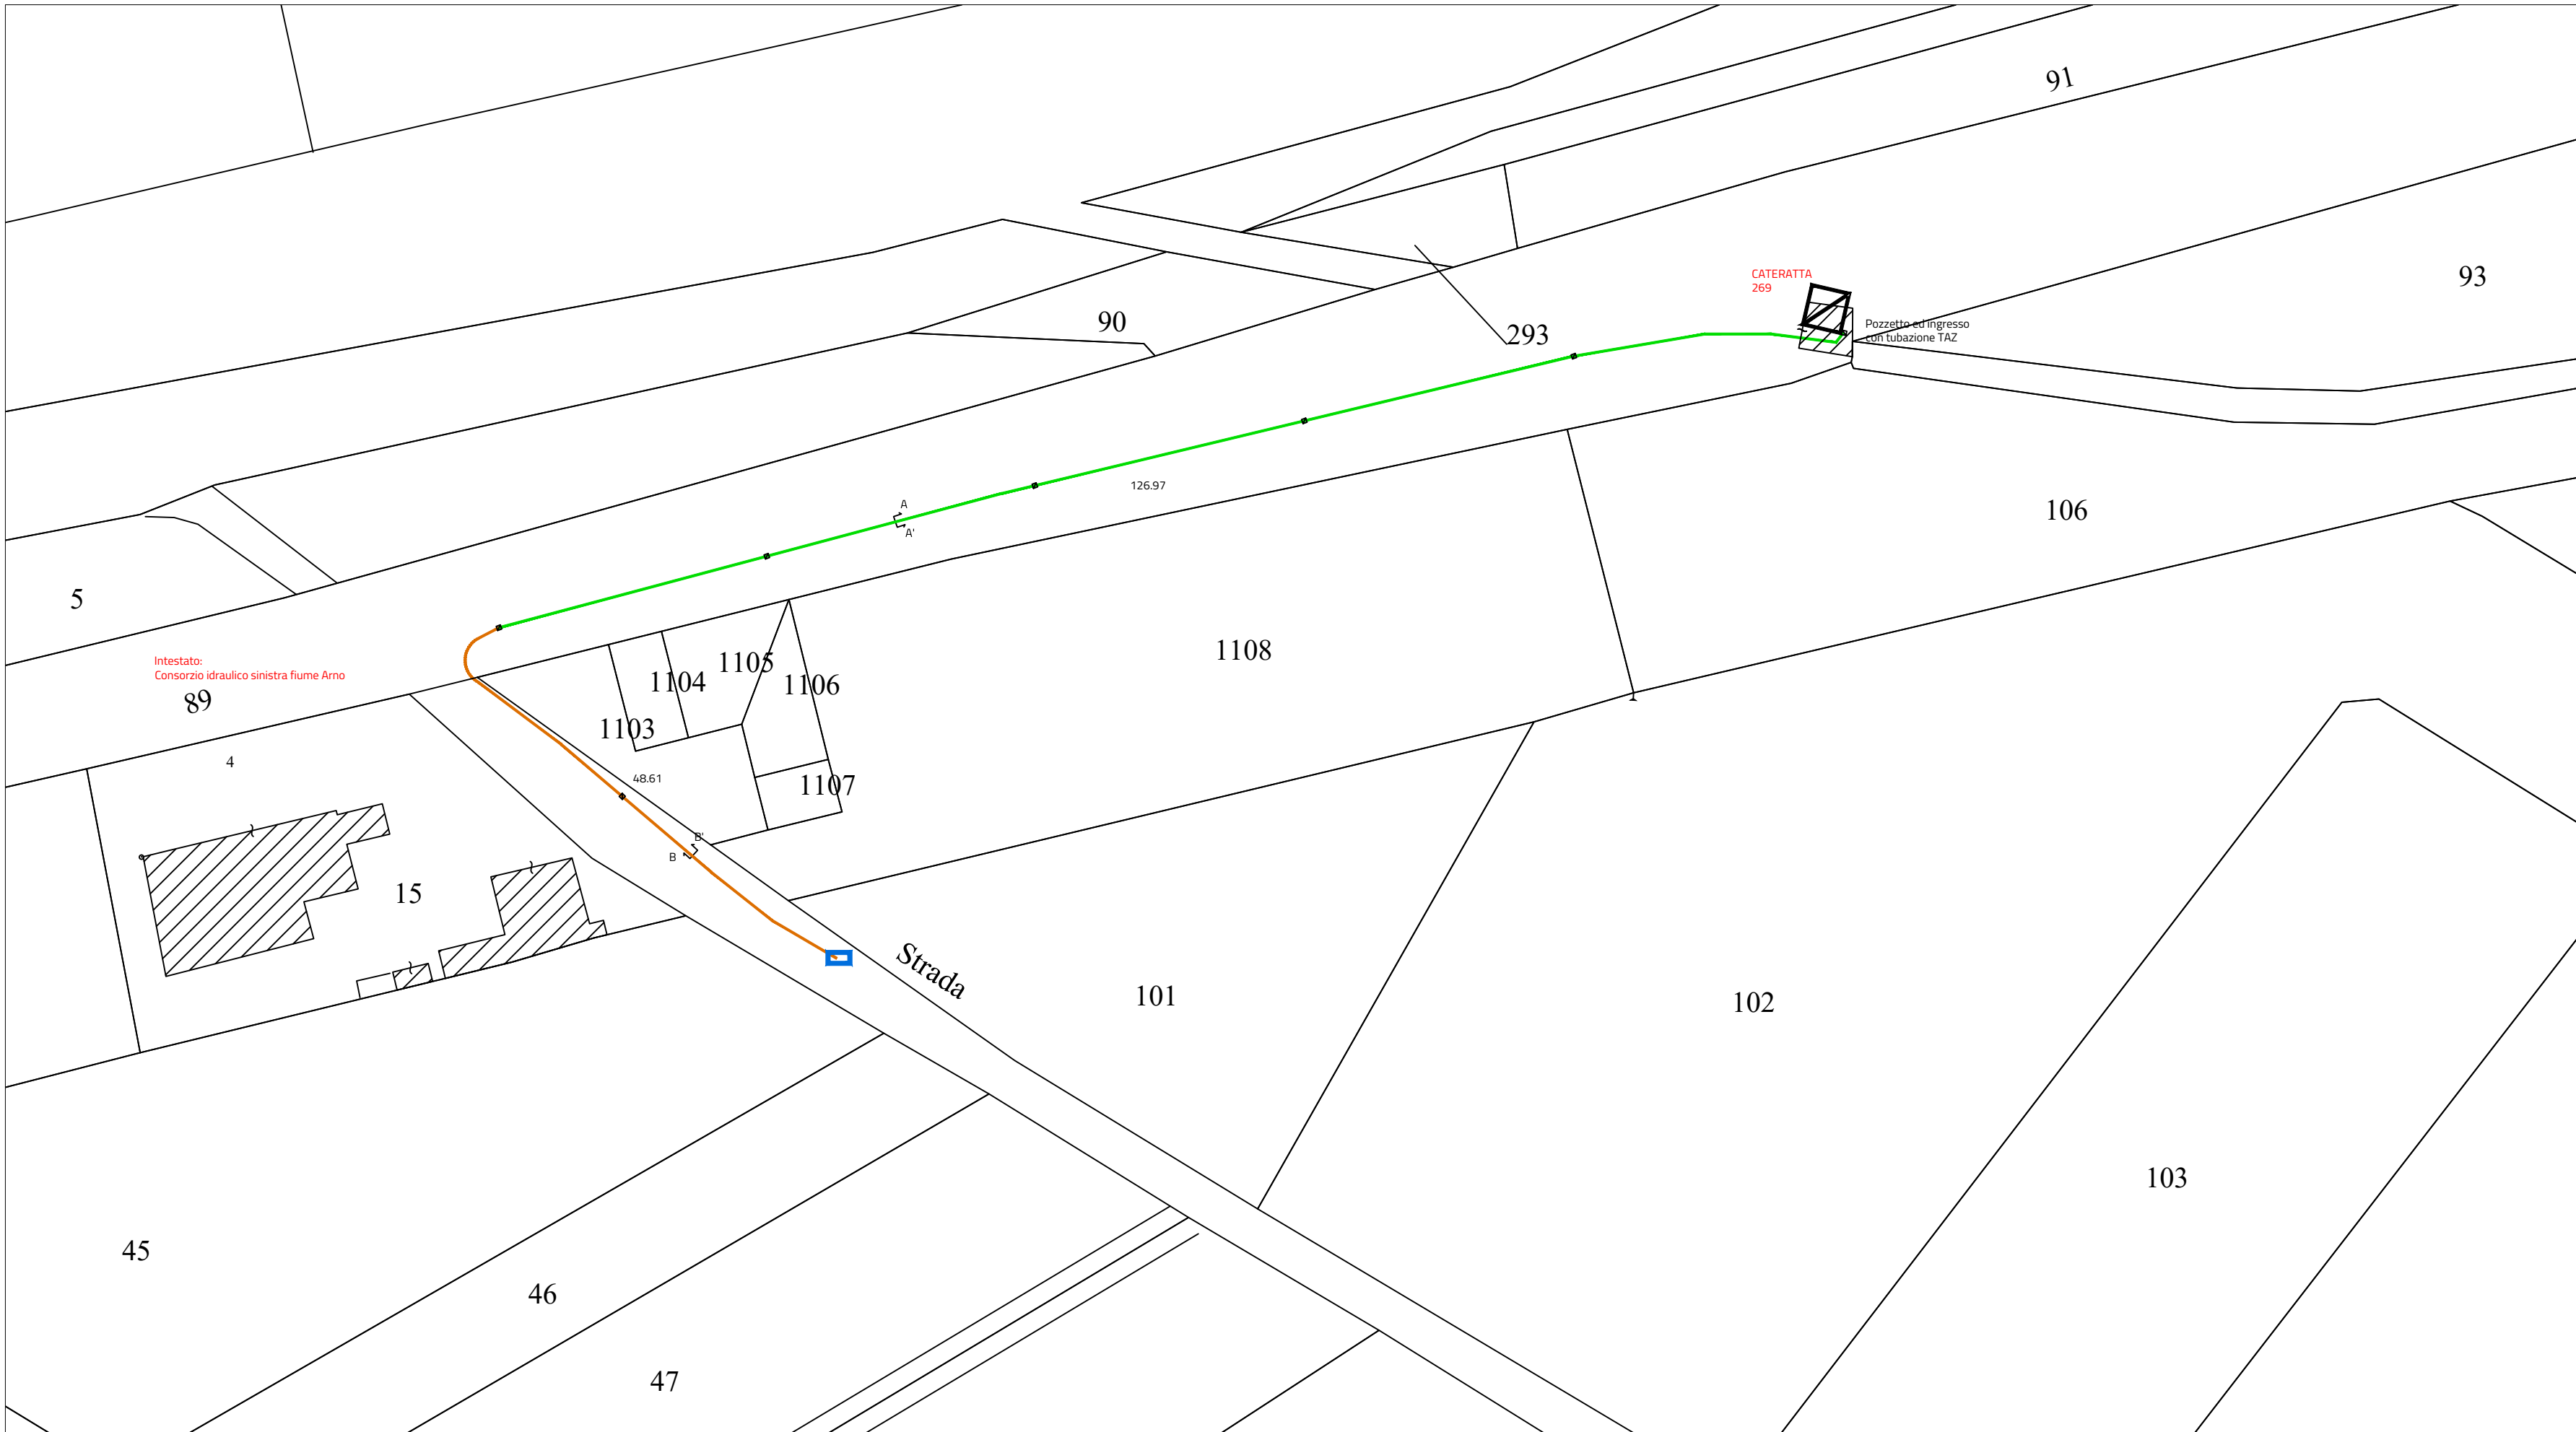 91
CATERATTA
269
93
Pozzetto ed ingresso
con tubazione TAZ
90
293
126.97
A
A'
106
5
1108
Intestato:
Consorzio idraulico sinistra fiume Arno
89
1105
1104
1106
1103
4
48.61
1107
B'
B
15
Strada
101
102
103
45
46
47